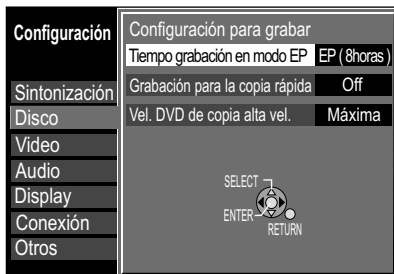 Configuración
Sintonización
Disco
Video
Audio
Display
Conexión
Otros
Configuración para grabar
Tiempo grabación en modo EP EP ( 8horas )
Grabación para la copia rápida Off
Vel. DVD de copia alta vel. Máxima
SELECT
ENTER
RETURN